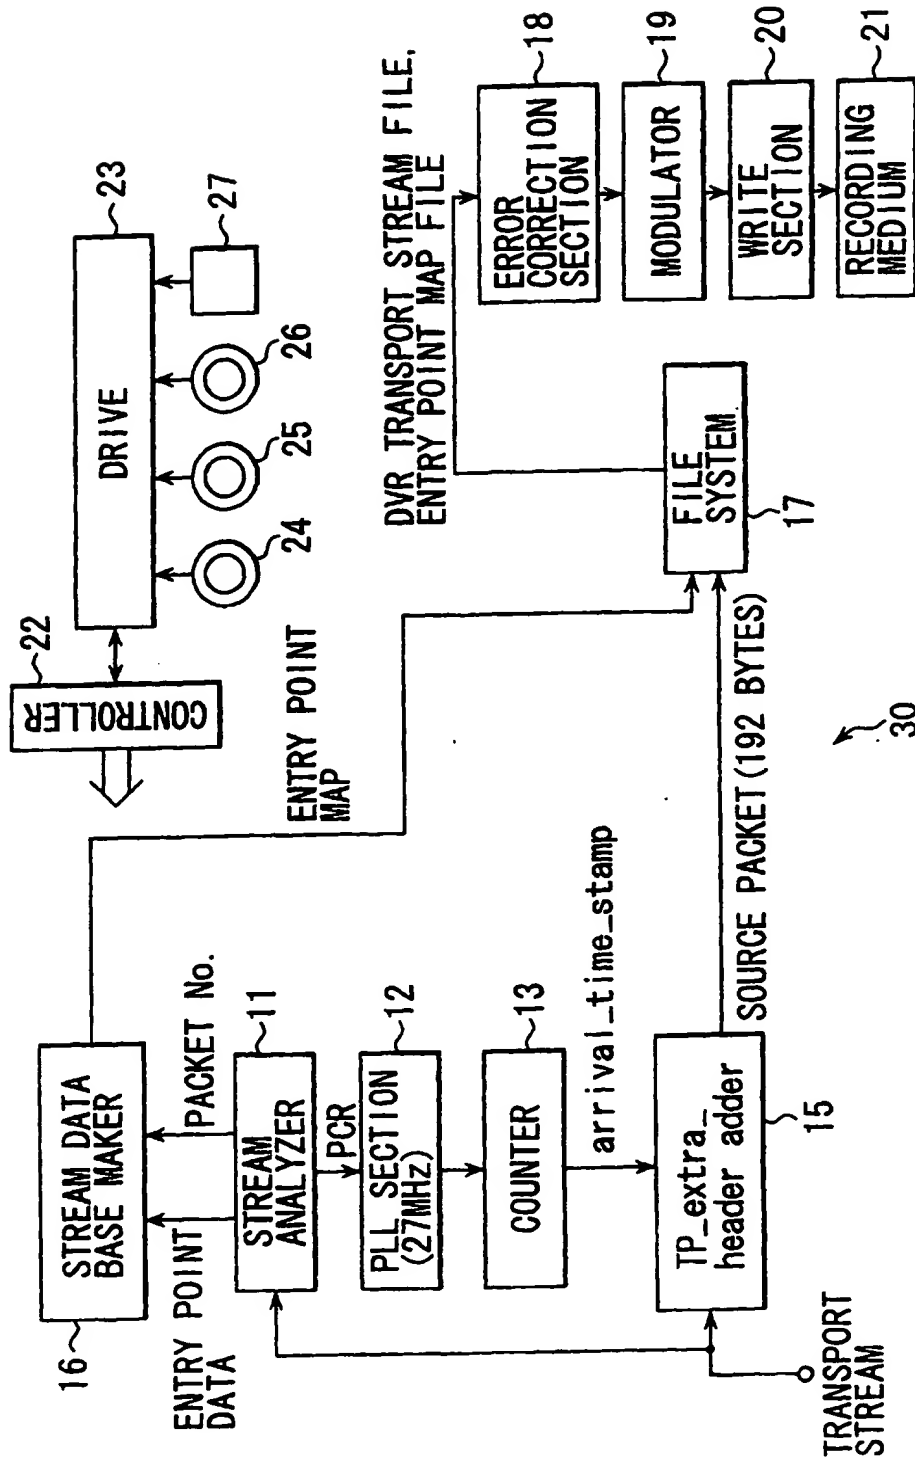 16
STREAM DATA
BASE MAKER
ENTRY POINT
DATA
PACKET No.
STREAM
ANALYZER
11
PCR
PLL SECTION
(27MHz)
12
COUNTER
13
arrival_time_stamp
TP_extra_
header adder
15
TRANSPORT
STREAM
ENTRY POINT
MAP
SOURCE PACKET(192 BYTES)
30
CONTROLLER
22
DRIVE
23
24
25
26
27
FILE
SYSTEM
17
DVR TRANSPORT STREAM FILE,
ENTRY POINT MAP FILE
ERROR
CORRECTION
SECTION
18
MODULATOR
19
WRITE
SECTION
20
RECORDING
MEDIUM
21